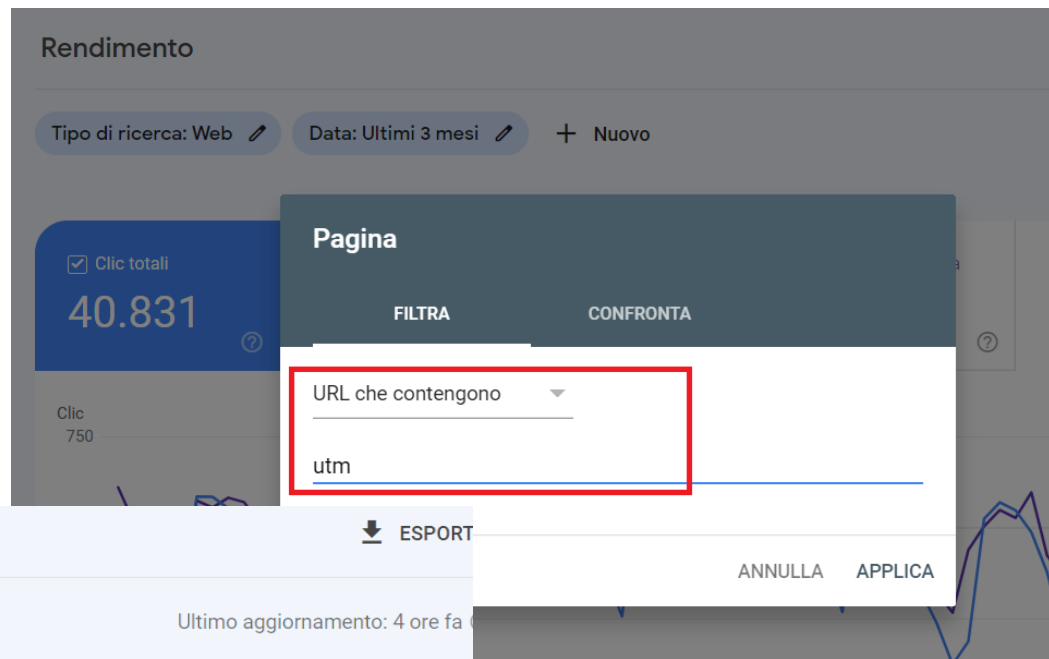 Rendimento
Tipo di ricerca: Web
Data: Ultimi 3 mesi
+ Nuovo
Clic totali
40.831
Pagina
FILTRA
CONFRONTA
URL che contengono
utm
a
Clic
750
ESPORT
ANNULLA
APPLICA
Ultimo aggiornamento: 4 ore fa